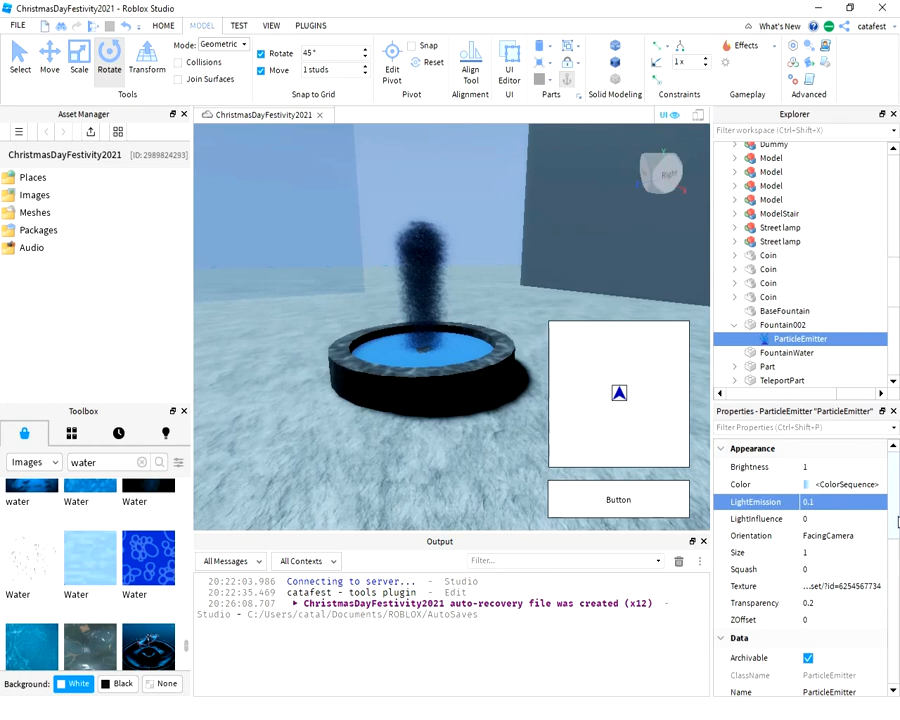 ChristmasDayFestivity2021 - Roblox Studio
FILE HOME MODEL TEST VIEW PLUGINS What's New catafest
Select Move Scale Rotate Transform
Mode: Geometric
Collisions
Join Surfaces
Tools
Rotate 45°
Move 1 studs
Snap to Grid
Edit Pivot
Snap
Reset
Pivot
Align Tool
Alignment
UI Editor
UI
Parts
Solid Modeling
1x
Constraints
Effects
Gameplay
Advanced
Asset Manager
ChristmasDayFestivity2021 [ID: 2989824293]
Places
Images
Meshes
Packages
Audio
Toolbox
Images water
water Water Water
Water Water Water
Background: White Black None
ChristmasDayFestivity2021
UI
Right
Button
Output
All Messages All Contexts Filter...
20:22:03.986 Connecting to server... - Studio
20:22:35.469 catafest - tools plugin - Edit
20:26:08.707 ChristmasDayFestivity2021 auto-recovery file was created (x12) -
Studio - C:/Users/catal/Documents/ROBLOX/AutoSaves
Explorer
Filter workspace (Ctrl+Shift+X)
Dummy
Model
Model
Model
Model
ModelStair
Street lamp
Street lamp
Coin
Coin
Coin
Coin
BaseFountain
Fountain002
ParticleEmitter
FountainWater
Part
TeleportPart
Properties - ParticleEmitter "ParticleEmitter"
Filter Properties (Ctrl+Shift+P)
Appearance
Brightness 1
Color <ColorSequence>
LightEmission 0.1
LightInfluence 0
Orientation FacingCamera
Size 1
Squash 0
Texture ...set/?id=6254567734
Transparency 0.2
ZOffset 0
Data
Archivable
ClassName ParticleEmitter
Name ParticleEmitter